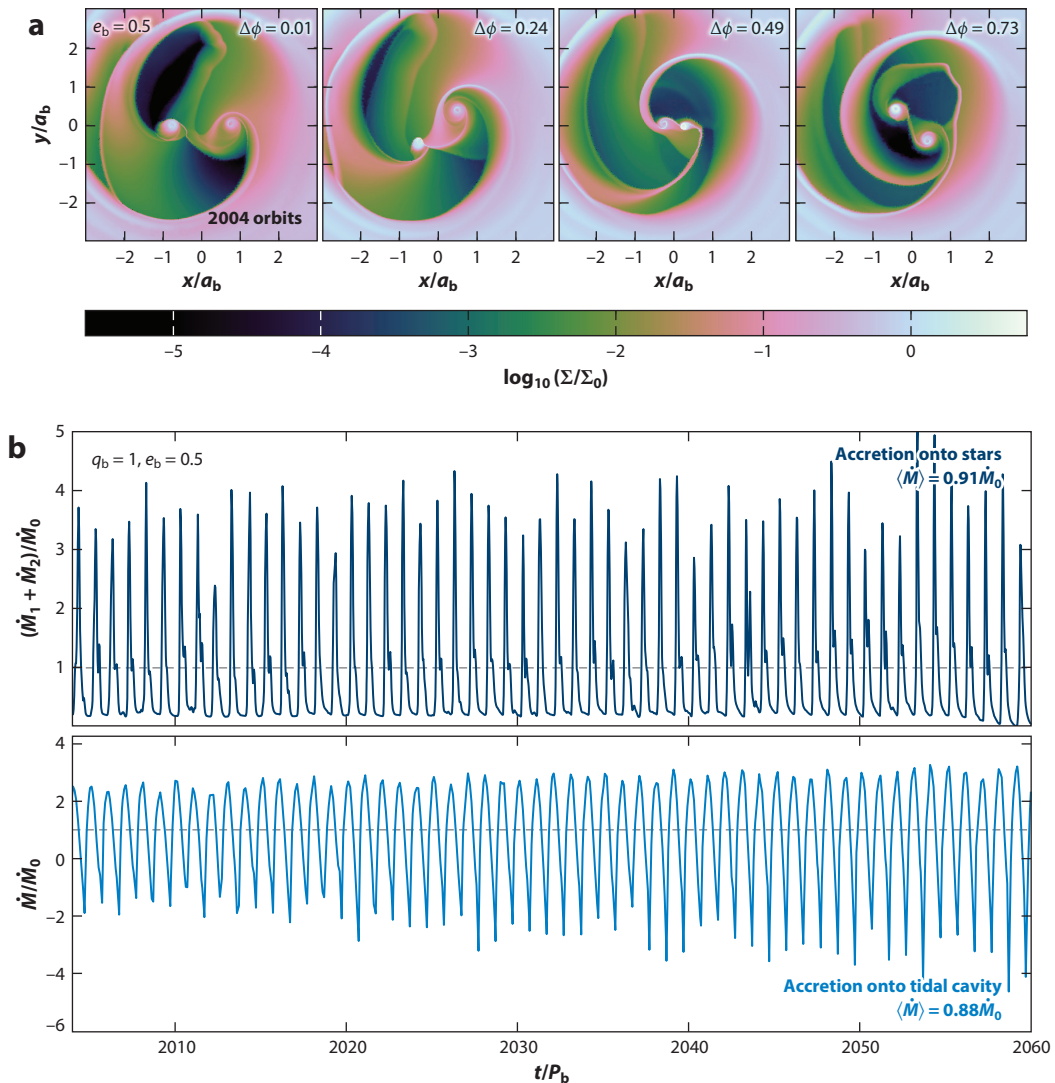 a
e_b = 0.5
Δϕ = 0.01
Δϕ = 0.24
Δϕ = 0.49
Δϕ = 0.73
2004 orbits
y/a_b
2
1
0
−1
−2
−2 −1 0 1 2
−2 −1 0 1 2
−2 −1 0 1 2
−2 −1 0 1 2
x/a_b
x/a_b
x/a_b
x/a_b
−5 −4 −3 −2 −1 0
log₁₀ (Σ/Σ₀)
b
q_b = 1, e_b = 0.5
Accretion onto stars
⟨Ṁ⟩ = 0.91Ṁ₀
(Ṁ₁ + Ṁ₂)/Ṁ₀
5
4
3
2
1
Ṁ/Ṁ₀
4
2
0
−2
−4
−6
Accretion onto tidal cavity
⟨Ṁ⟩ = 0.88Ṁ₀
2010 2020 2030 2040 2050 2060
t/P_b